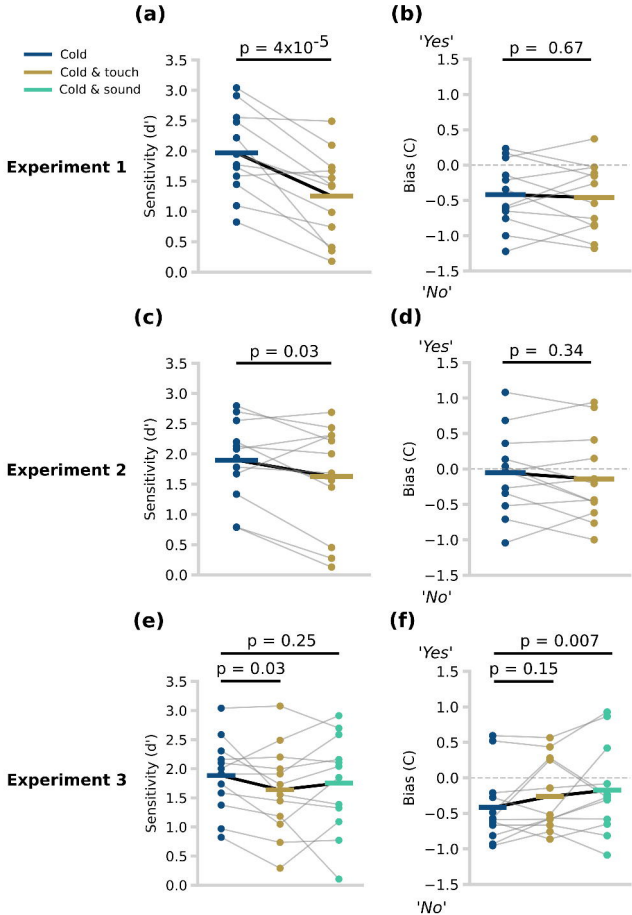 (a)
(b)
Cold
Cold & touch
Cold & sound
Experiment 1
p = 4x10-5
Sensitivity (d')
3.5
3.0
2.5
2.0
1.5
1.0
0.5
0.0
'Yes'
p = 0.67
Bias (C)
1.5
1.0
0.5
0.0
−0.5
−1.0
−1.5
'No'
(c)
(d)
Experiment 2
p = 0.03
Sensitivity (d')
3.5
3.0
2.5
2.0
1.5
1.0
0.5
0.0
'Yes'
p = 0.34
Bias (C)
1.5
1.0
0.5
0.0
−0.5
−1.0
−1.5
'No'
(e)
(f)
Experiment 3
p = 0.25
p = 0.03
Sensitivity (d')
3.5
3.0
2.5
2.0
1.5
1.0
0.5
0.0
'Yes'
p = 0.007
p = 0.15
Bias (C)
1.5
1.0
0.5
0.0
−0.5
−1.0
−1.5
'No'